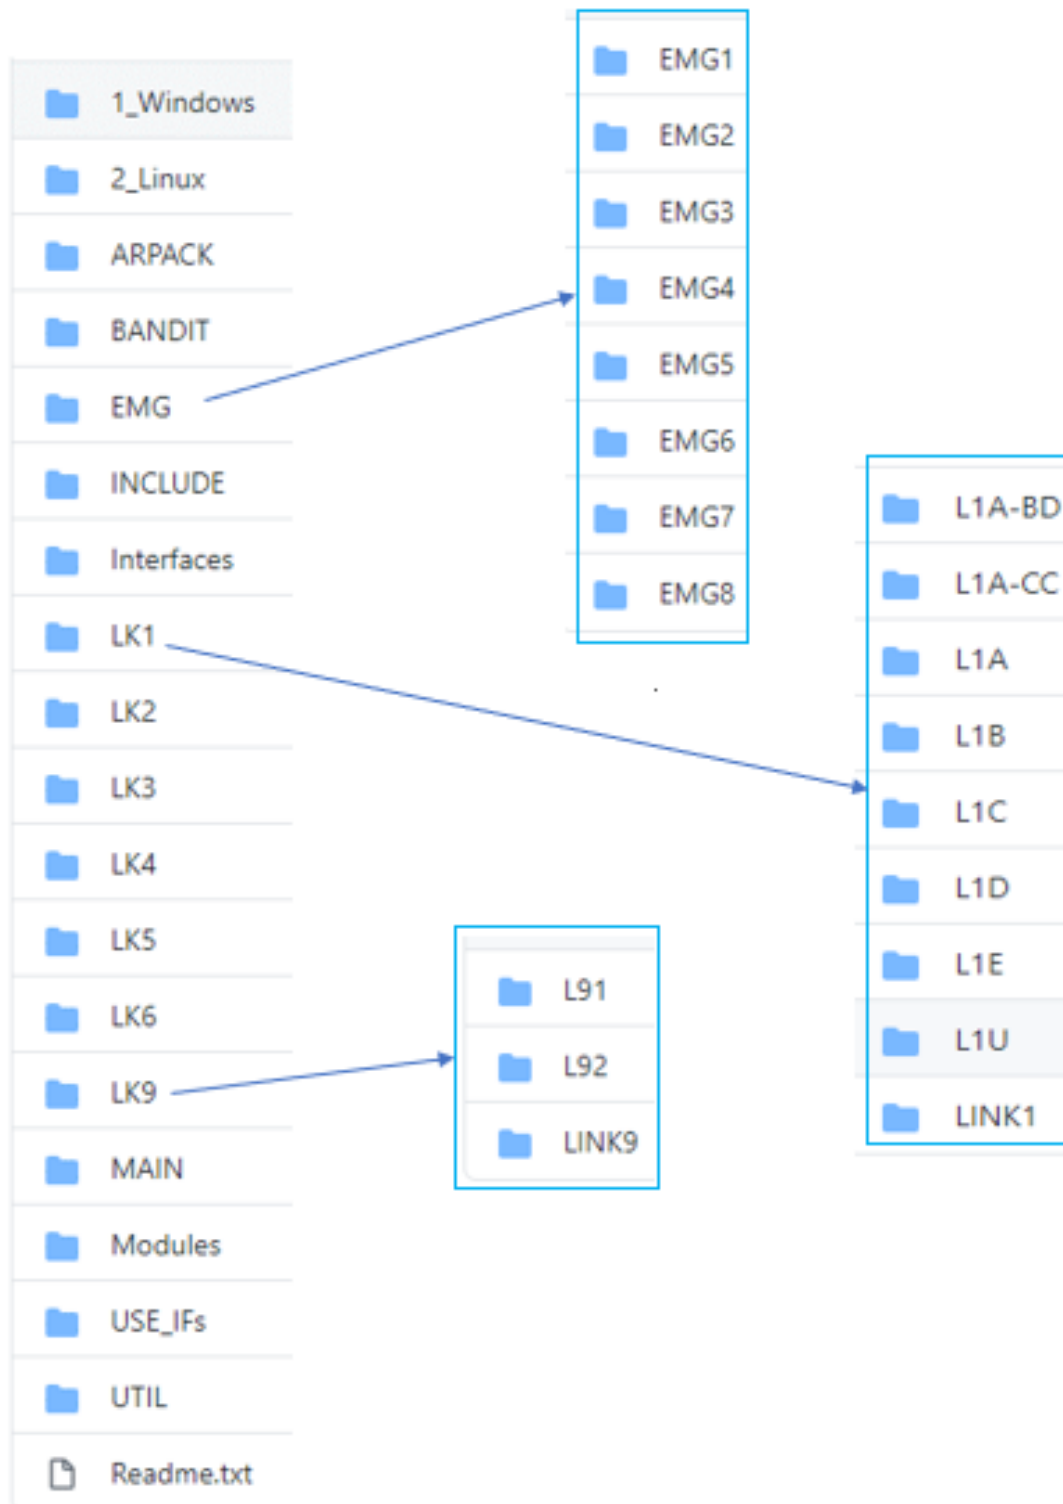 1_Windows
2_Linux
ARPACK
BANDIT
EMG
INCLUDE
Interfaces
LK1
LK2
LK3
LK4
LK5
LK6
LK9
MAIN
Modules
USE_IFs
UTIL
Readme.txt
EMG1
EMG2
EMG3
EMG4
EMG5
EMG6
EMG7
EMG8
L91
L92
LINK9
L1A-BD
L1A-CC
L1A
L1B
L1C
L1D
L1E
L1U
LINK1